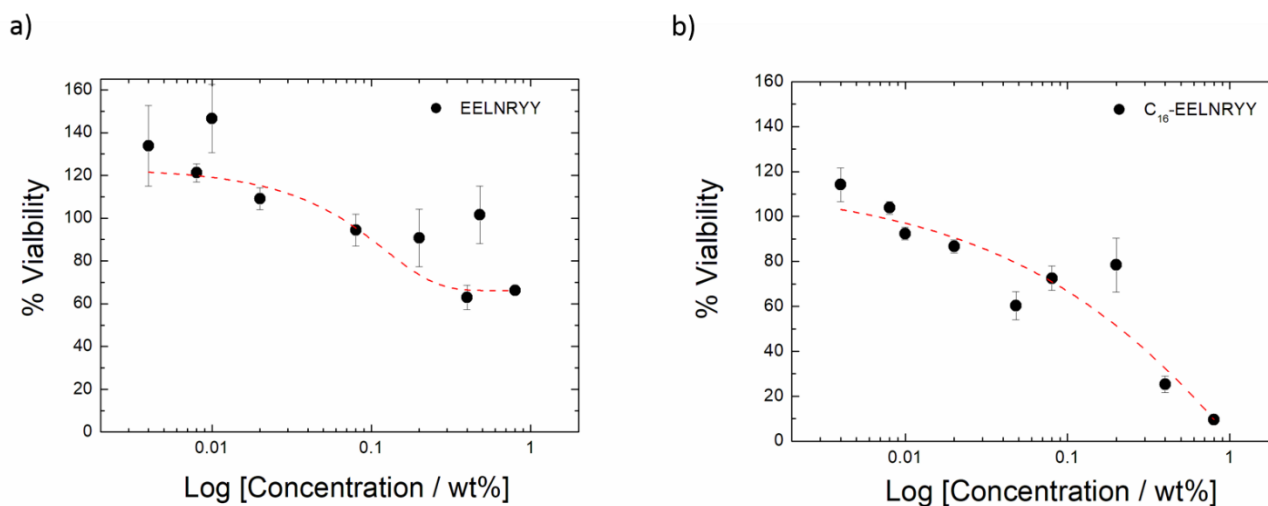 a)
160
140
120
100
80
60
40
20
0
% Vialbility
EELNRYY
0.01 0.1 1
Log [Concentration / wt%]
b)
160
140
120
100
80
60
40
20
0
% Vialbility
C₁₆-EELNRYY
0.01 0.1 1
Log [Concentration / wt%]